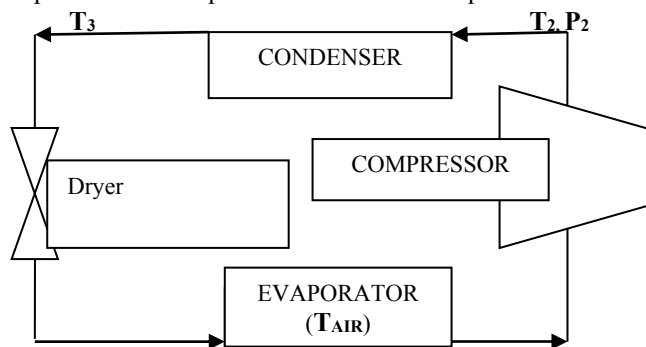 T3
T2, P2
CONDENSER
COMPRESSOR
Dryer
EVAPORATOR
(TAIR)